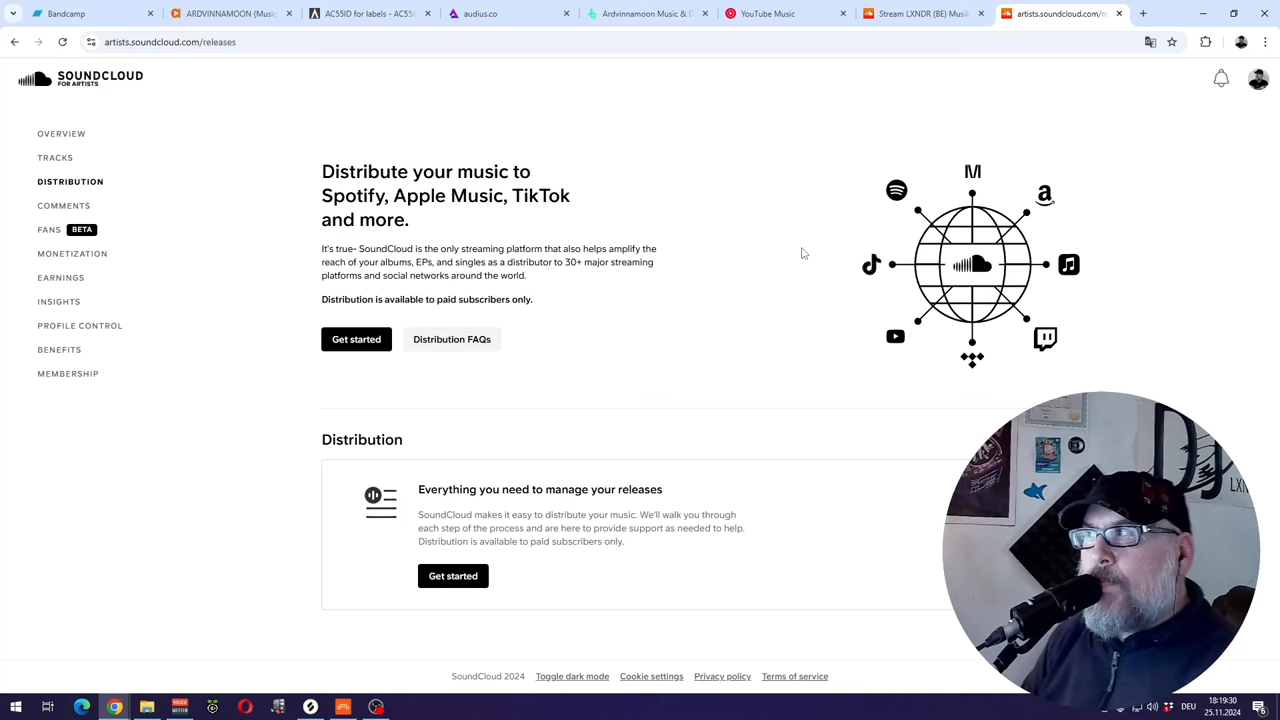 Bandcamp
ARDVINNAMOON (Music
AC55ID for labels - AC55I
audius.co
Ardvinnamoon Music & D
YouTube Music
Stream LXNDR (BE) Musi
artists.soundcloud.com/re
artists.soundcloud.com/releases
SOUNDCLOUD
FOR ARTISTS
OVERVIEW
TRACKS
DISTRIBUTION
COMMENTS
FANS BETA
MONETIZATION
EARNINGS
INSIGHTS
PROFILE CONTROL
BENEFITS
MEMBERSHIP
Distribute your music to
Spotify, Apple Music, TikTok
and more.
It's true- SoundCloud is the only streaming platform that also helps amplify the
reach of your albums, EPs, and singles as a distributor to 30+ major streaming
platforms and social networks around the world.
Distribution is available to paid subscribers only.
Get started
Distribution FAQs
M
a
Distribution
Everything you need to manage your releases
SoundCloud makes it easy to distribute your music. We'll walk you through
each step of the process and are here to provide support as needed to help.
Distribution is available to paid subscribers only.
Get started
LXN
SoundCloud 2024
Toggle dark mode
Cookie settings
Privacy policy
Terms of service
DEU
18:19:30
25.11.2024
6